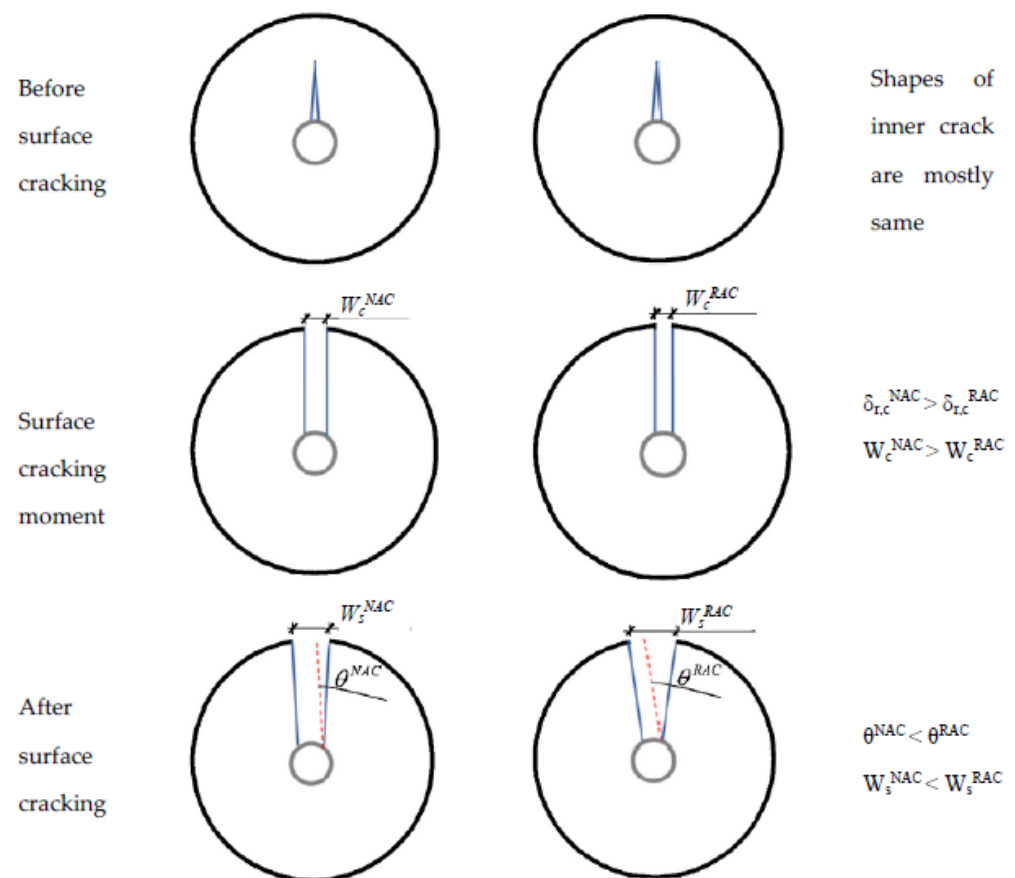 Before
surface
cracking
Shapes of
inner crack
are mostly
same
W_c^NAC
W_c^RAC
Surface
cracking
moment
δ_r,c^NAC > δ_r,c^RAC
W_c^NAC > W_c^RAC
W_s^NAC
W_s^RAC
θ^NAC
θ^RAC
After
surface
cracking
θ^NAC < θ^RAC
W_s^NAC < W_s^RAC